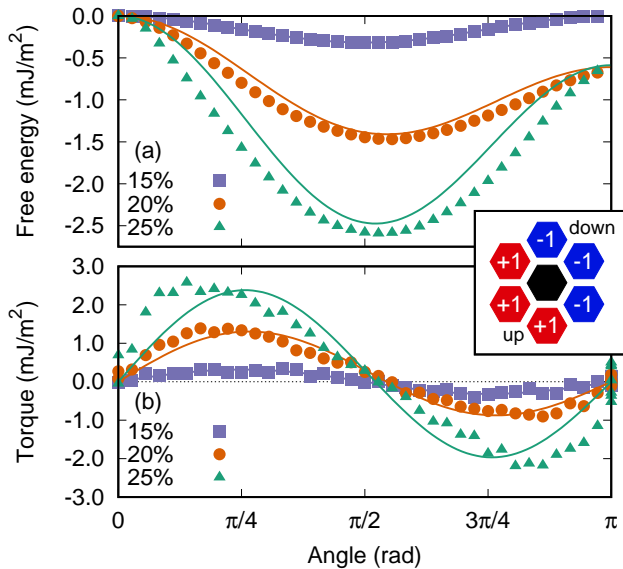 Free energy (mJ/m²)
0.0
-0.5
-1.0
-1.5
-2.0
-2.5
(a)
15%
20%
25%
down
-1
+1
-1
+1
-1
up
+1
Torque (mJ/m²)
3.0
2.0
1.0
0.0
-1.0
-2.0
-3.0
(b)
15%
20%
25%
0
π/4
π/2
3π/4
π
Angle (rad)